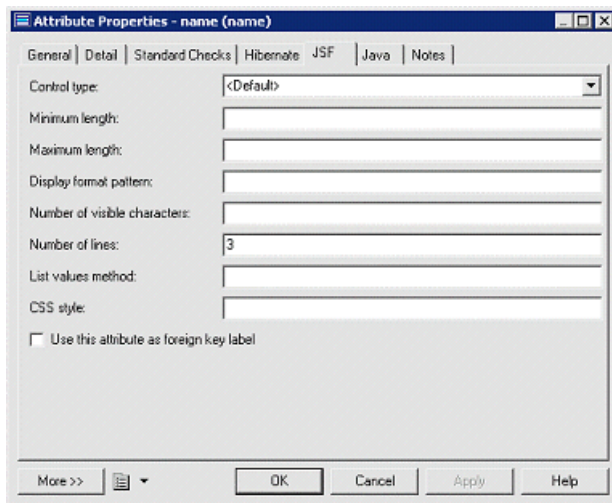 Attribute Properties - name (name)
General Detail Standard Checks Hibernate JSF Java Notes
Control type: <Default>
Minimum length:
Maximum length:
Display format pattern:
Number of visible characters:
Number of lines: 3
List values method:
CSS style:
Use this attribute as foreign key label
More >> OK Cancel Apply Help